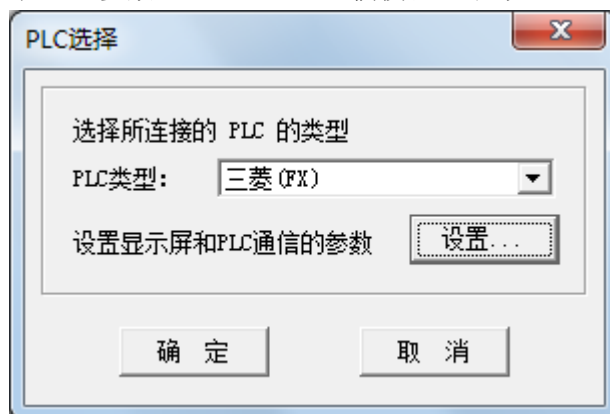 PLC选择
选择所连接的 PLC 的类型
PLC类型： 三菱(FX)
设置显示屏和PLC通信的参数 设置...
确 定 取 消